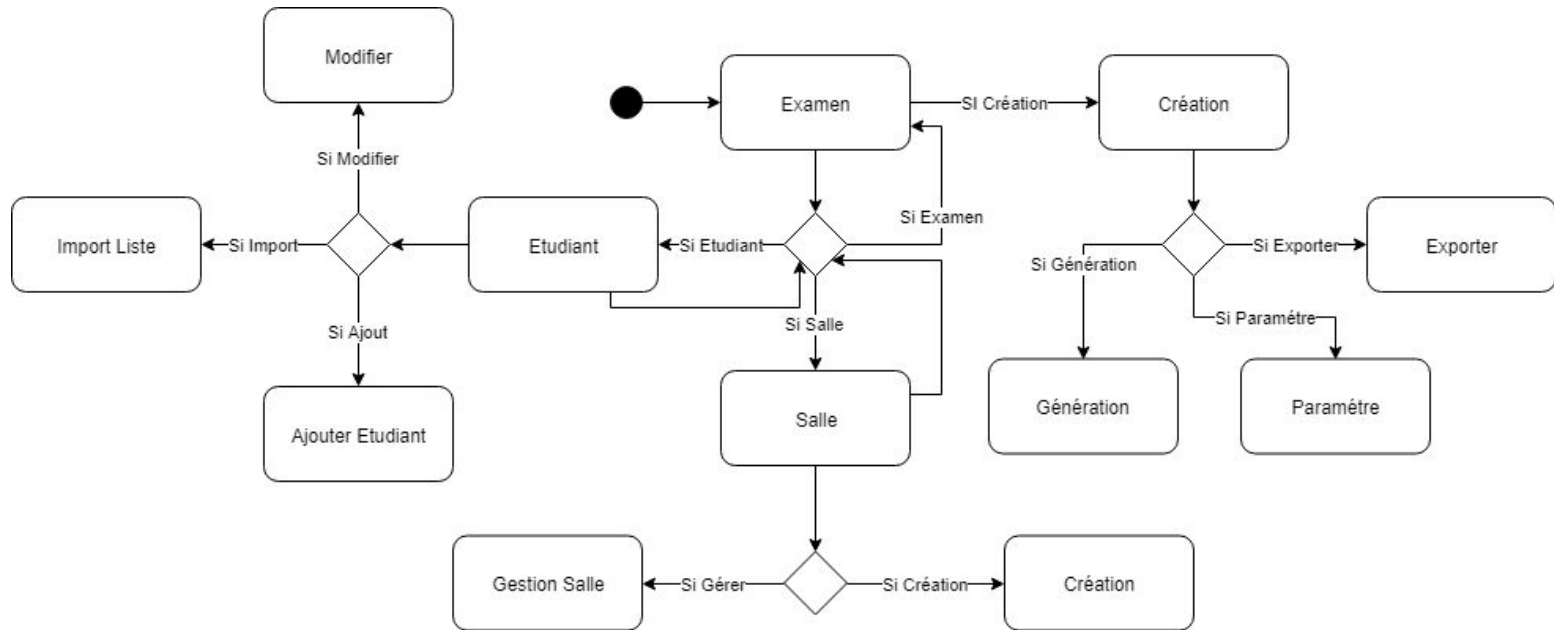 Modifier
Examen
SI Création
Création
Si Modifier
Si Examen
Import Liste
Si Import
Etudiant
Si Etudiant
Si Exporter
Exporter
Si Génération
Si Ajout
Si Salle
Si Paramétre
Ajouter Etudiant
Salle
Génération
Paramétre
Gestion Salle
Si Gérer
Si Création
Création